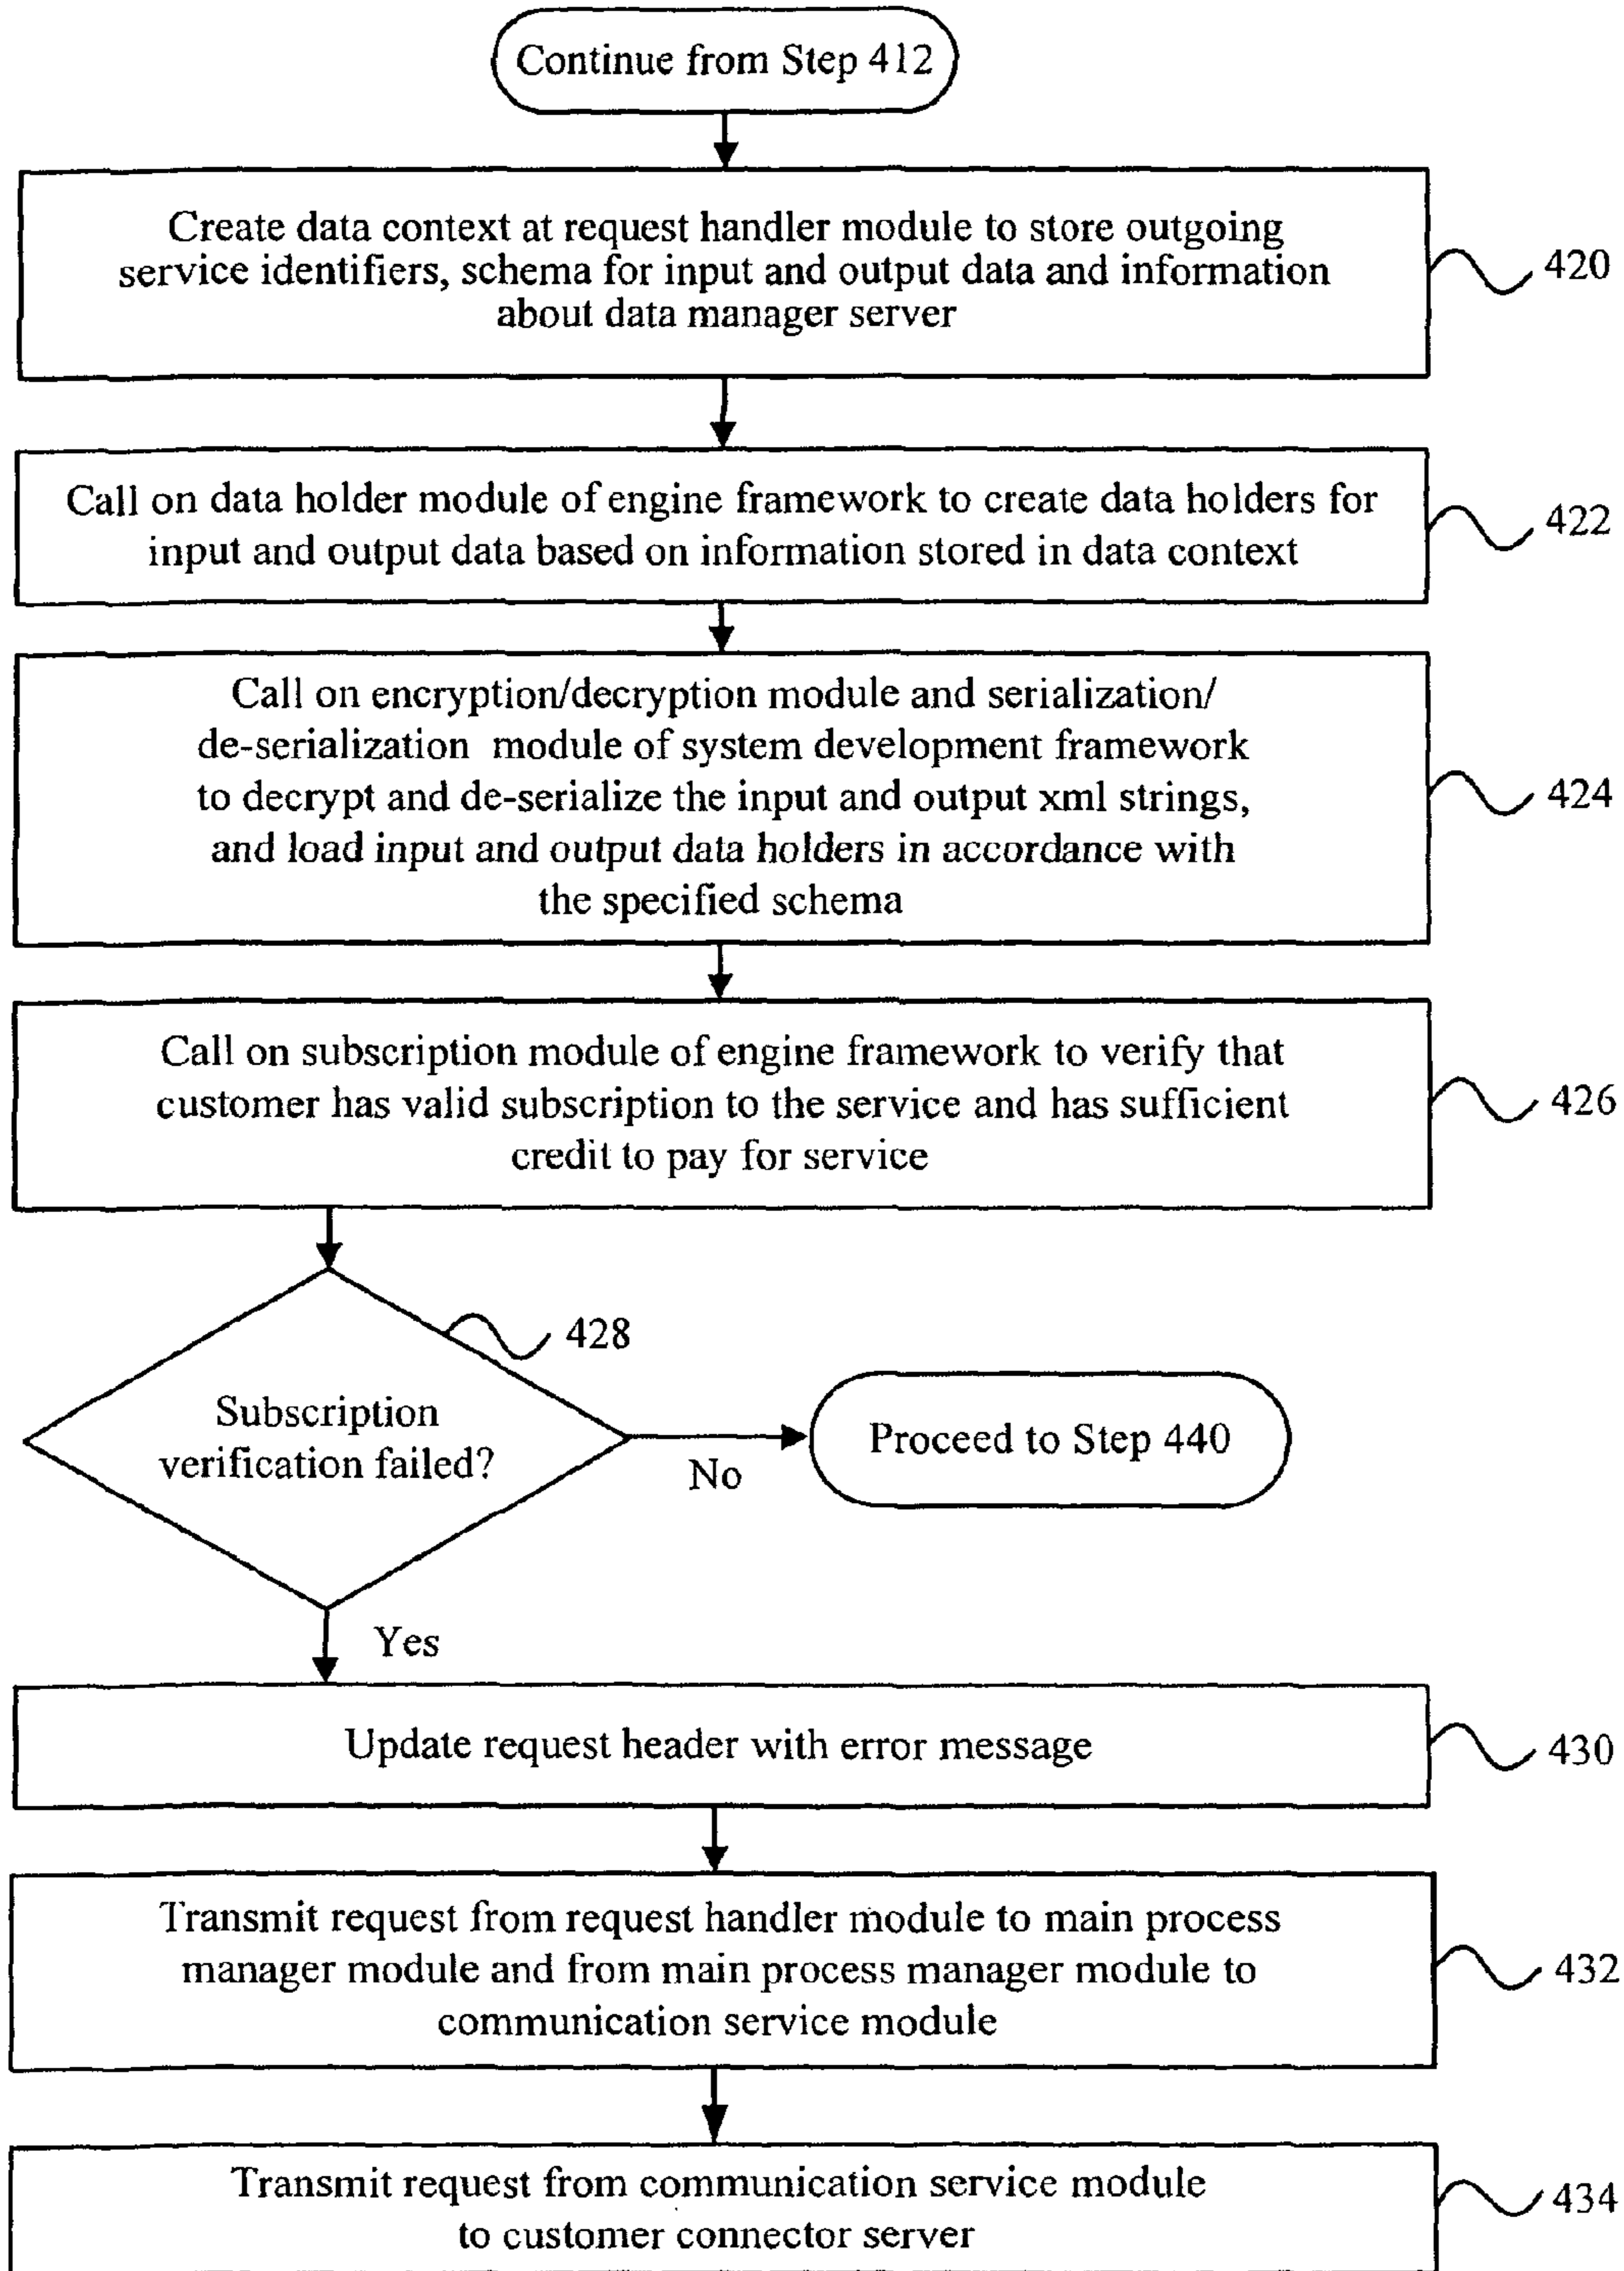 Continue from Step 412
Create data context at request handler module to store outgoing
service identifiers, schema for input and output data and information
about data manager server
420
Call on data holder module of engine framework to create data holders for
input and output data based on information stored in data context
422
Call on encryption/decryption module and serialization/
de-serialization module of system development framework
to decrypt and de-serialize the input and output xml strings,
and load input and output data holders in accordance with
the specified schema
424
Call on subscription module of engine framework to verify that
customer has valid subscription to the service and has sufficient
credit to pay for service
426
428
Subscription
verification failed?
No
Proceed to Step 440
Yes
Update request header with error message
430
Transmit request from request handler module to main process
manager module and from main process manager module to
communication service module
432
Transmit request from communication service module
to customer connector server
434